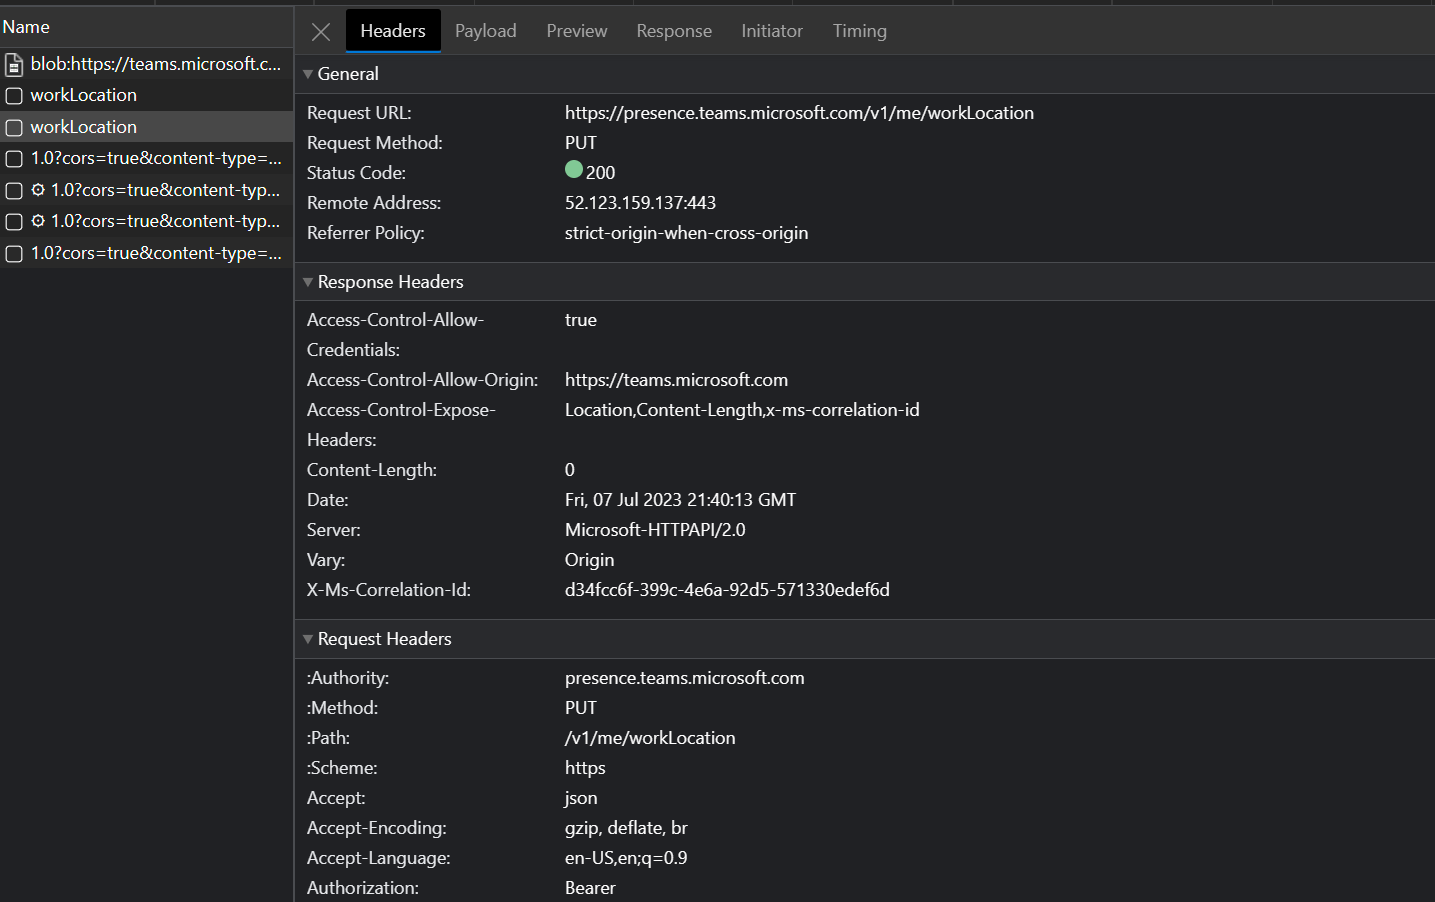 Name
blob:https://teams.microsoft.c...
workLocation
workLocation
1.0?cors=true&content-type=...
1.0?cors=true&content-typ...
1.0?cors=true&content-typ...
1.0?cors=true&content-type=...
Headers Payload Preview Response Initiator Timing
General
Request URL: https://presence.teams.microsoft.com/v1/me/workLocation
Request Method: PUT
Status Code: 200
Remote Address: 52.123.159.137:443
Referrer Policy: strict-origin-when-cross-origin
Response Headers
Access-Control-Allow- true
Credentials:
Access-Control-Allow-Origin: https://teams.microsoft.com
Access-Control-Expose- Location,Content-Length,x-ms-correlation-id
Headers:
Content-Length: 0
Date: Fri, 07 Jul 2023 21:40:13 GMT
Server: Microsoft-HTTPAPI/2.0
Vary: Origin
X-Ms-Correlation-Id: d34fcc6f-399c-4e6a-92d5-571330edef6d
Request Headers
:Authority: presence.teams.microsoft.com
:Method: PUT
:Path: /v1/me/workLocation
:Scheme: https
Accept: json
Accept-Encoding: gzip, deflate, br
Accept-Language: en-US,en;q=0.9
Authorization: Bearer